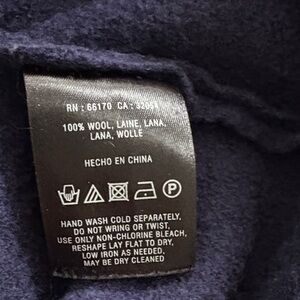 RN : 66170 CA : 32054
100% WOOL, LAINE, LANA,
LANA, WOLLE
HECHO EN CHINA
P
HAND WASH COLD SEPARATELY,
DO NOT WRING OR TWIST,
USE ONLY NON-CHLORINE BLEACH,
RESHAPE LAY FLAT TO DRY,
LOW IRON AS NEEDED,
MAY BE DRY CLEANED